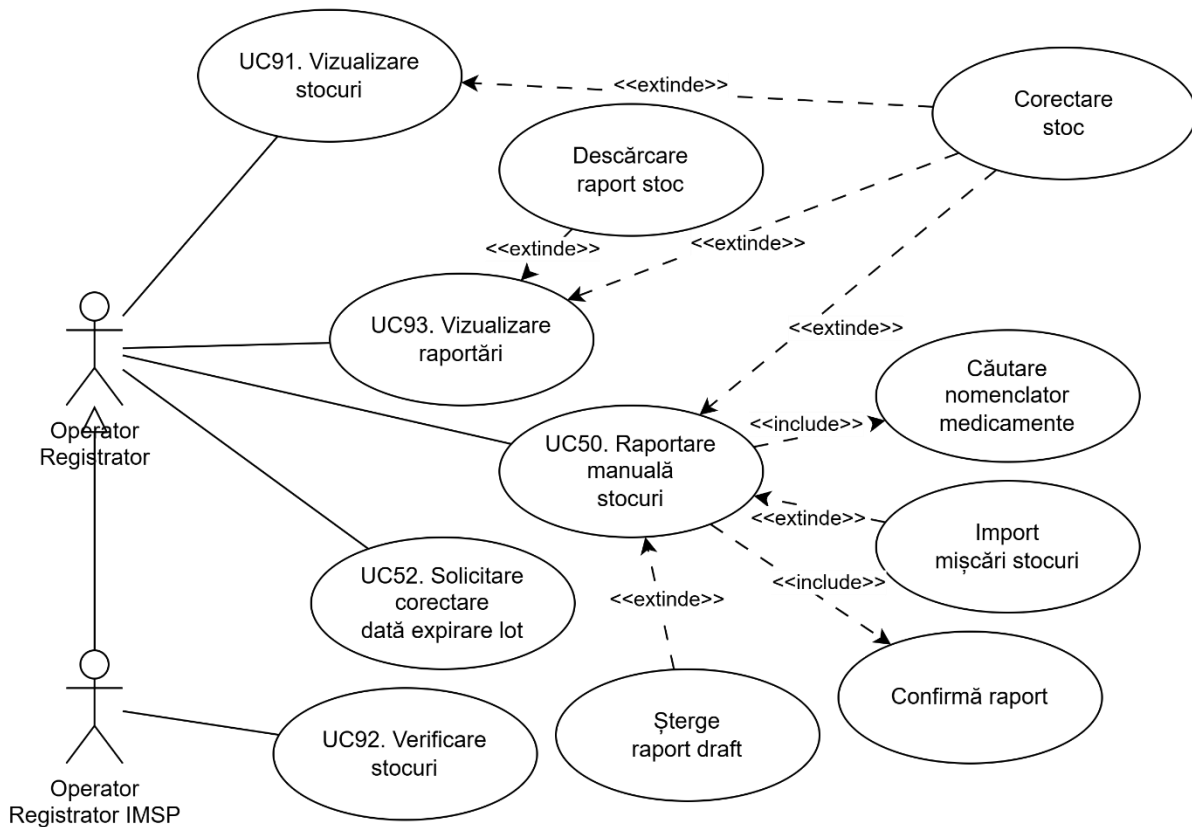 UC91. Vizualizare
stocuri
<<extinde>>
Corectare
stoc
Descărcare
raport stoc
<<extinde>>
<<extinde>>
UC93. Vizualizare
raportări
<<extinde>>
Căutare
nomenclator
medicamente
Operator
Registrator
UC50. Raportare
manuală
stocuri
<<include>>
<<extinde>>
Import
mișcări stocuri
UC52. Solicitare
corectare
dată expirare lot
<<extinde>>
<<include>>
Confirmă raport
Șterge
raport draft
UC92. Verificare
stocuri
Operator
Registrator IMSP